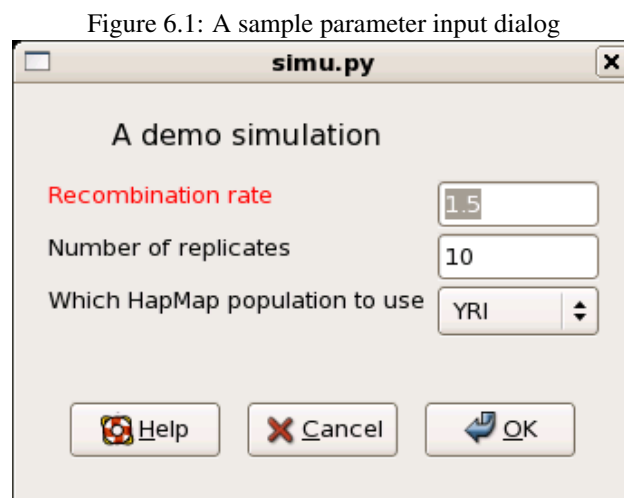 Figure 6.1: A sample parameter input dialog
simu.py
A demo simulation
Recombination rate 1.5
Number of replicates 10
Which HapMap population to use YRI
Help Cancel OK